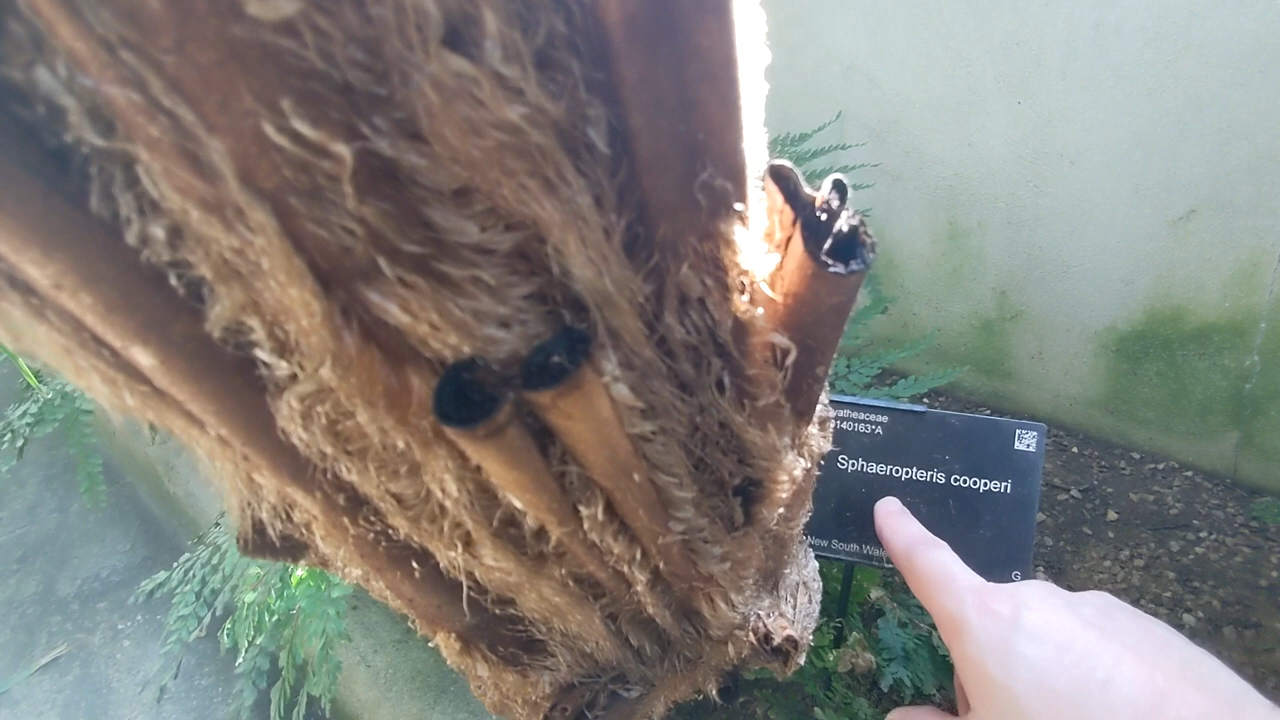 yatheaceae
140163*A
Sphaeropteris cooperi
New South Wale
G